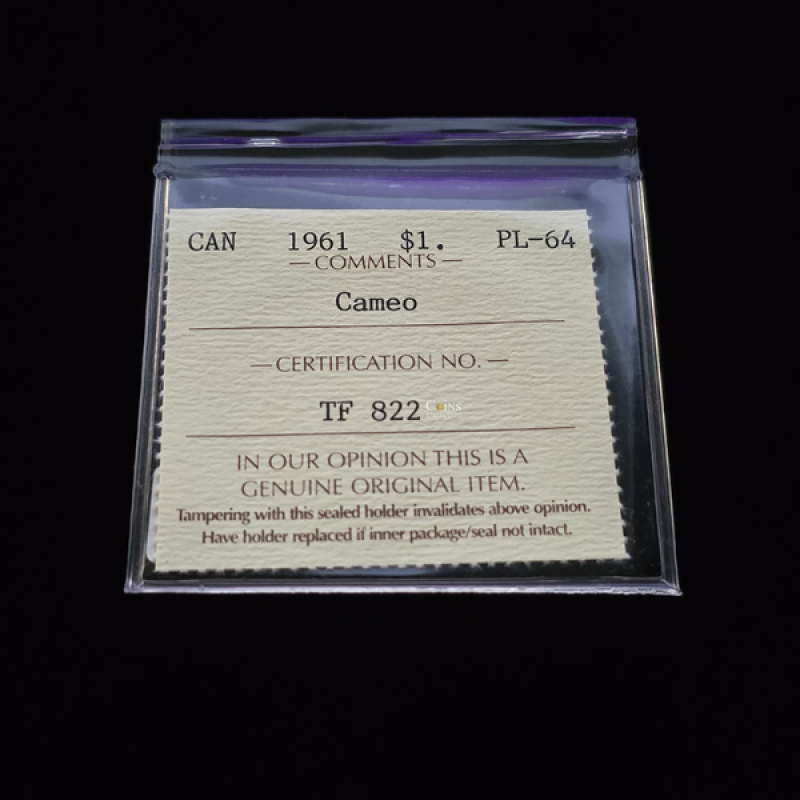 CAN 1961 $1. PL-64
— COMMENTS —
Cameo
— CERTIFICATION NO. —
TF 822
Coins
IN OUR OPINION THIS IS A
GENUINE ORIGINAL ITEM.
Tampering with this sealed holder invalidates above opinion.
Have holder replaced if inner package/seal not intact.